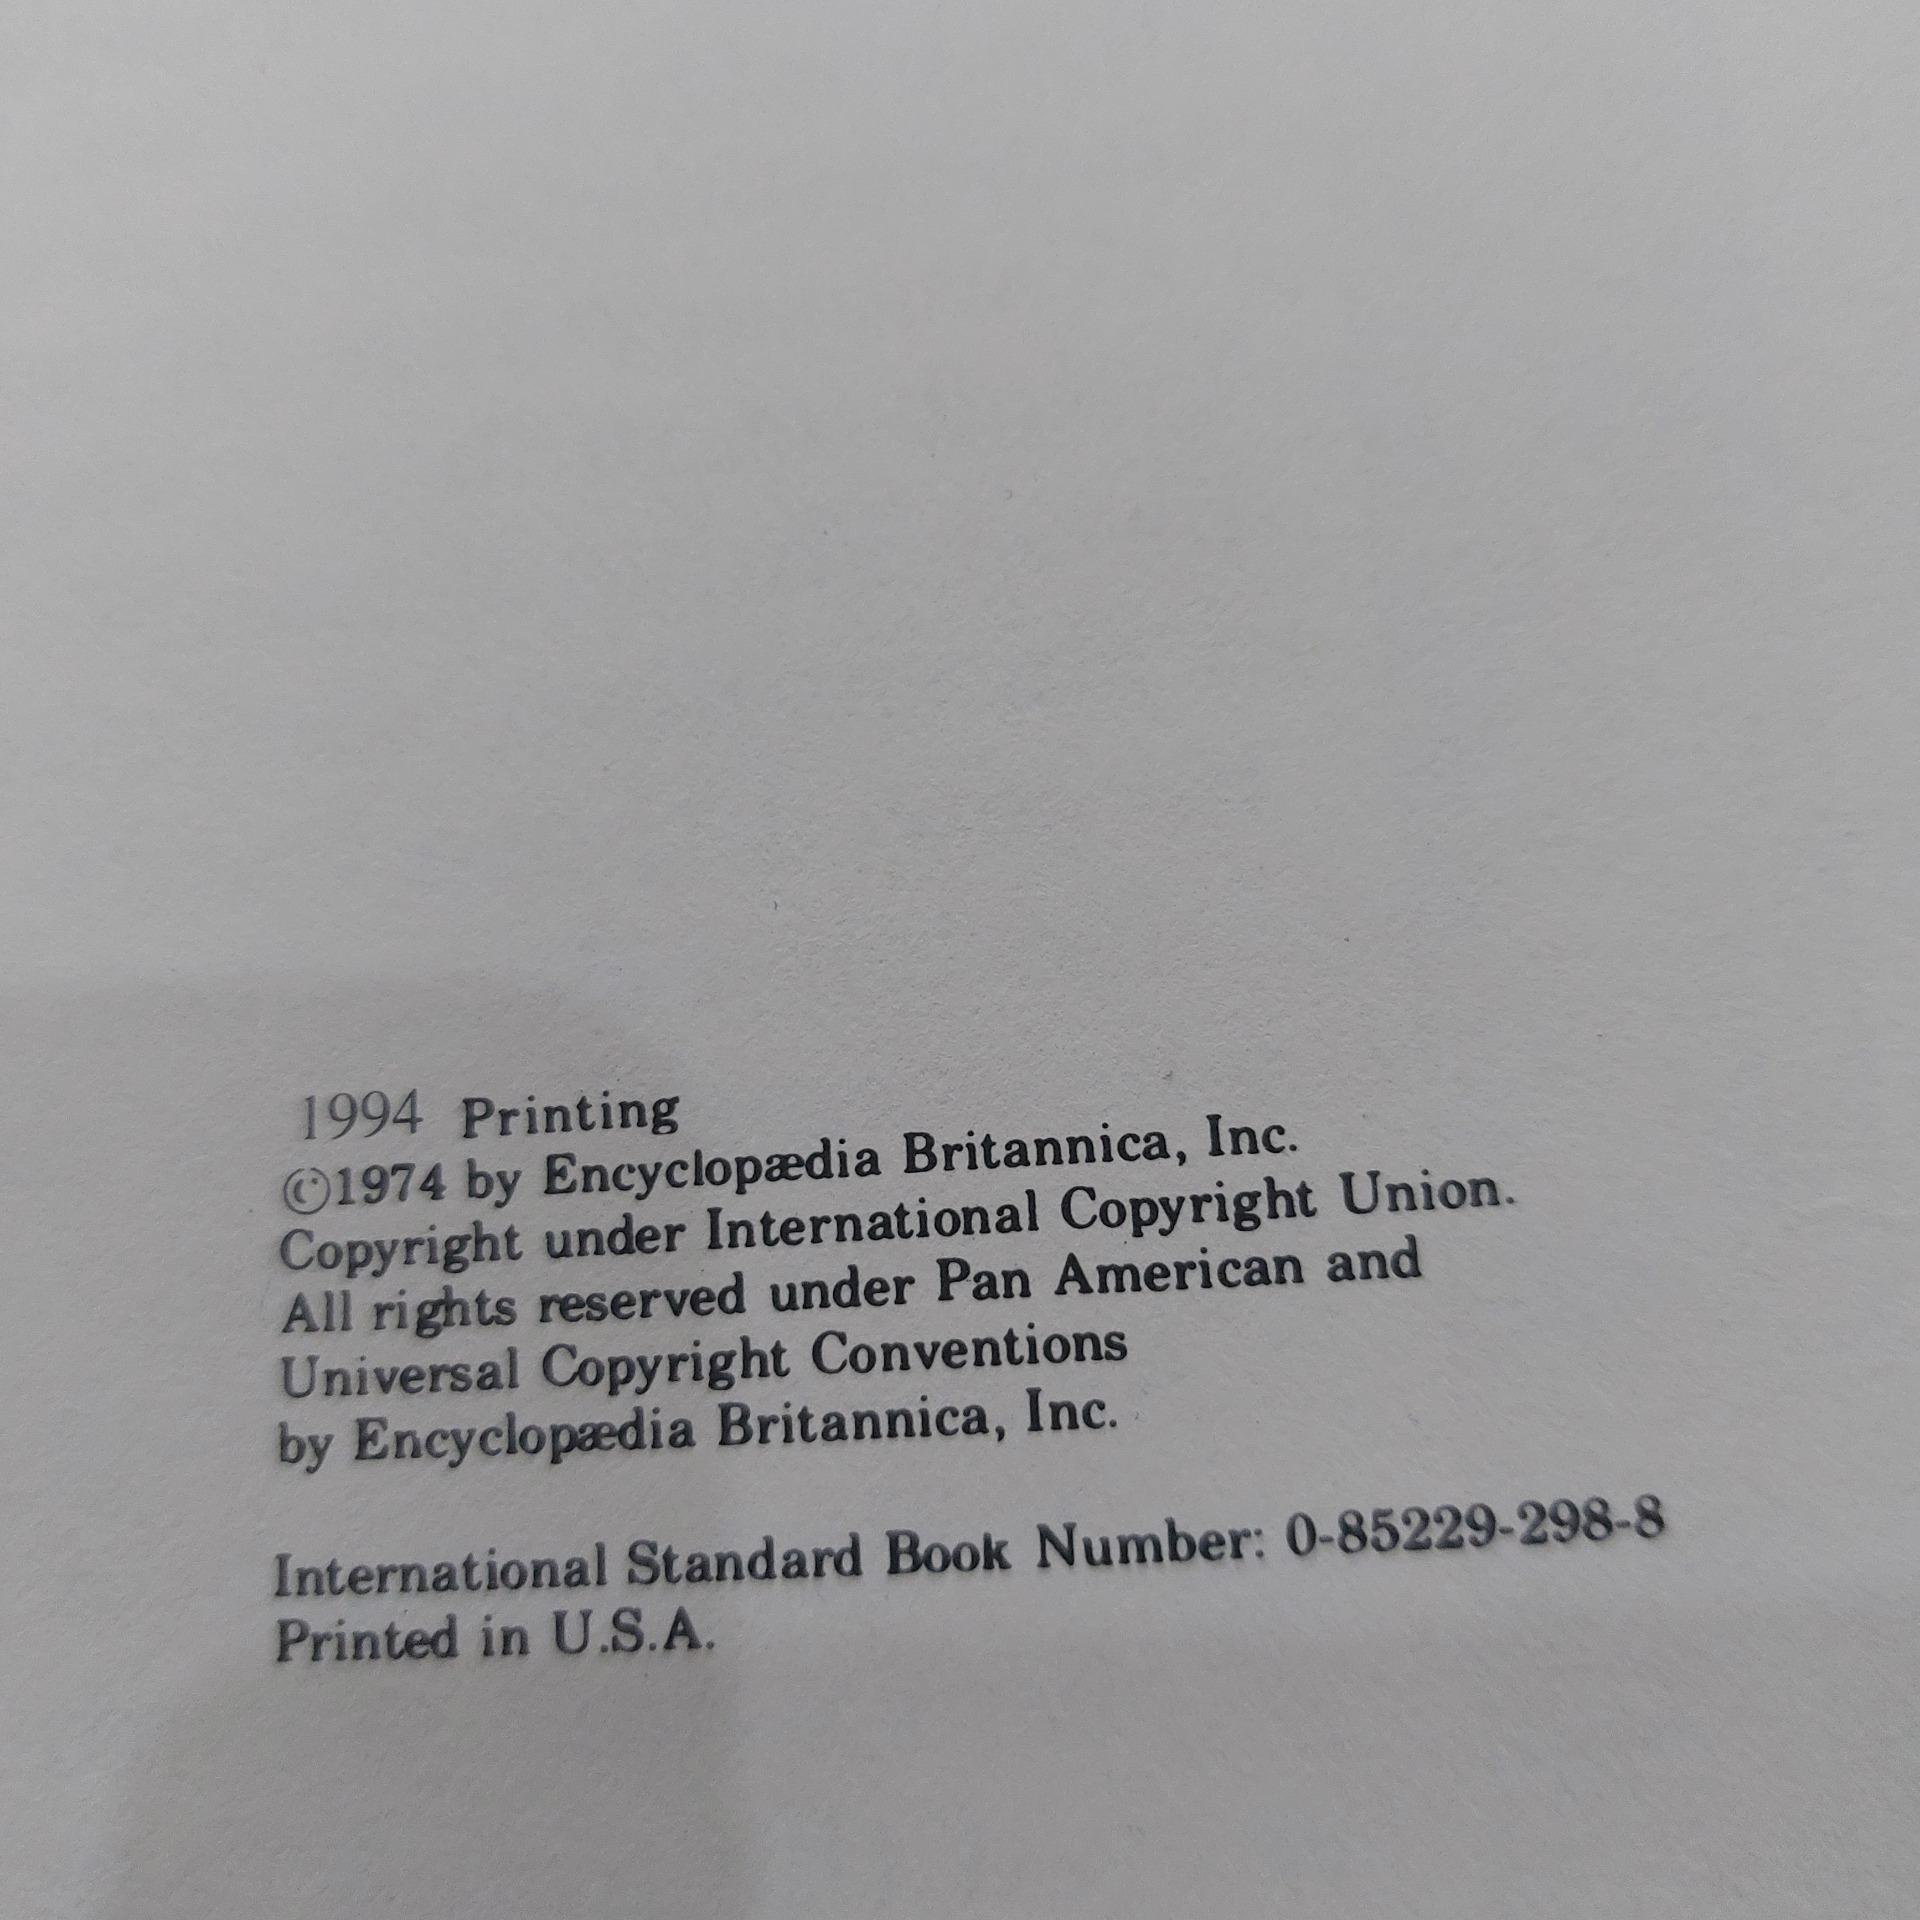 1994 Printing
©1974 by Encyclopædia Britannica, Inc.
Copyright under International Copyright Union.
All rights reserved under Pan American and
Universal Copyright Conventions
by Encyclopædia Britannica, Inc.
International Standard Book Number: 0-85229-298-8
Printed in U.S.A.